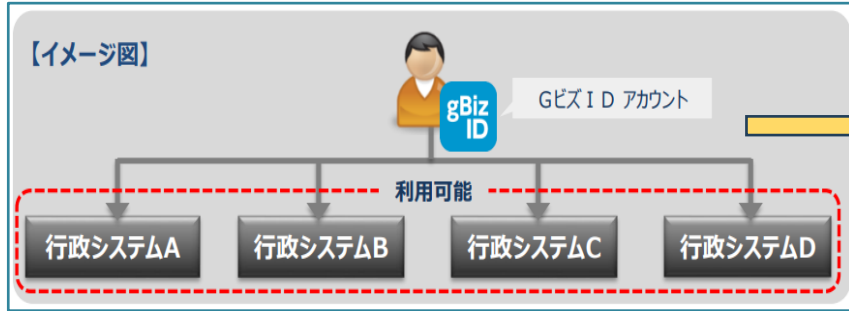 【イメージ図】
gBiz
ID
GビズＩＤ アカウント
利用可能
行政システムA
行政システムB
行政システムC
行政システムD